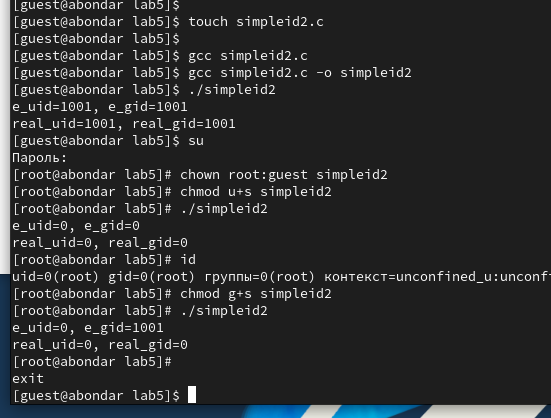 [guest@abondar lab5]$
[guest@abondar lab5]$ touch simpleid2.c
[guest@abondar lab5]$
[guest@abondar lab5]$ gcc simpleid2.c
[guest@abondar lab5]$ gcc simpleid2.c -o simpleid2
[guest@abondar lab5]$ ./simpleid2
e_uid=1001, e_gid=1001
real_uid=1001, real_gid=1001
[guest@abondar lab5]$ su
Пароль:
[root@abondar lab5]# chown root:guest simpleid2
[root@abondar lab5]# chmod u+s simpleid2
[root@abondar lab5]# ./simpleid2
e_uid=0, e_gid=0
real_uid=0, real_gid=0
[root@abondar lab5]# id
uid=0(root) gid=0(root) группы=0(root) контекст=unconfined_u:unconf
[root@abondar lab5]# chmod g+s simpleid2
[root@abondar lab5]# ./simpleid2
e_uid=0, e_gid=1001
real_uid=0, real_gid=0
[root@abondar lab5]#
exit
[guest@abondar lab5]$